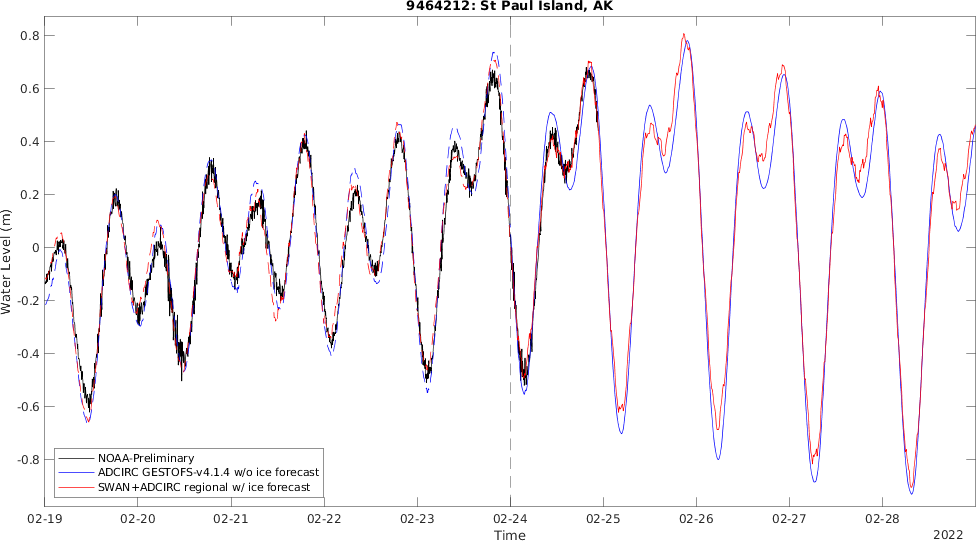 9464212: St Paul Island, AK
0.8
0.6
0.4
0.2
0
-0.2
-0.4
-0.6
-0.8
Water Level (m)
NOAA-Preliminary
ADCIRC GESTOFS-v4.1.4 w/o ice forecast
SWAN+ADCIRC regional w/ ice forecast
02-19 02-20 02-21 02-22 02-23 02-24 02-25 02-26 02-27 02-28
Time
2022